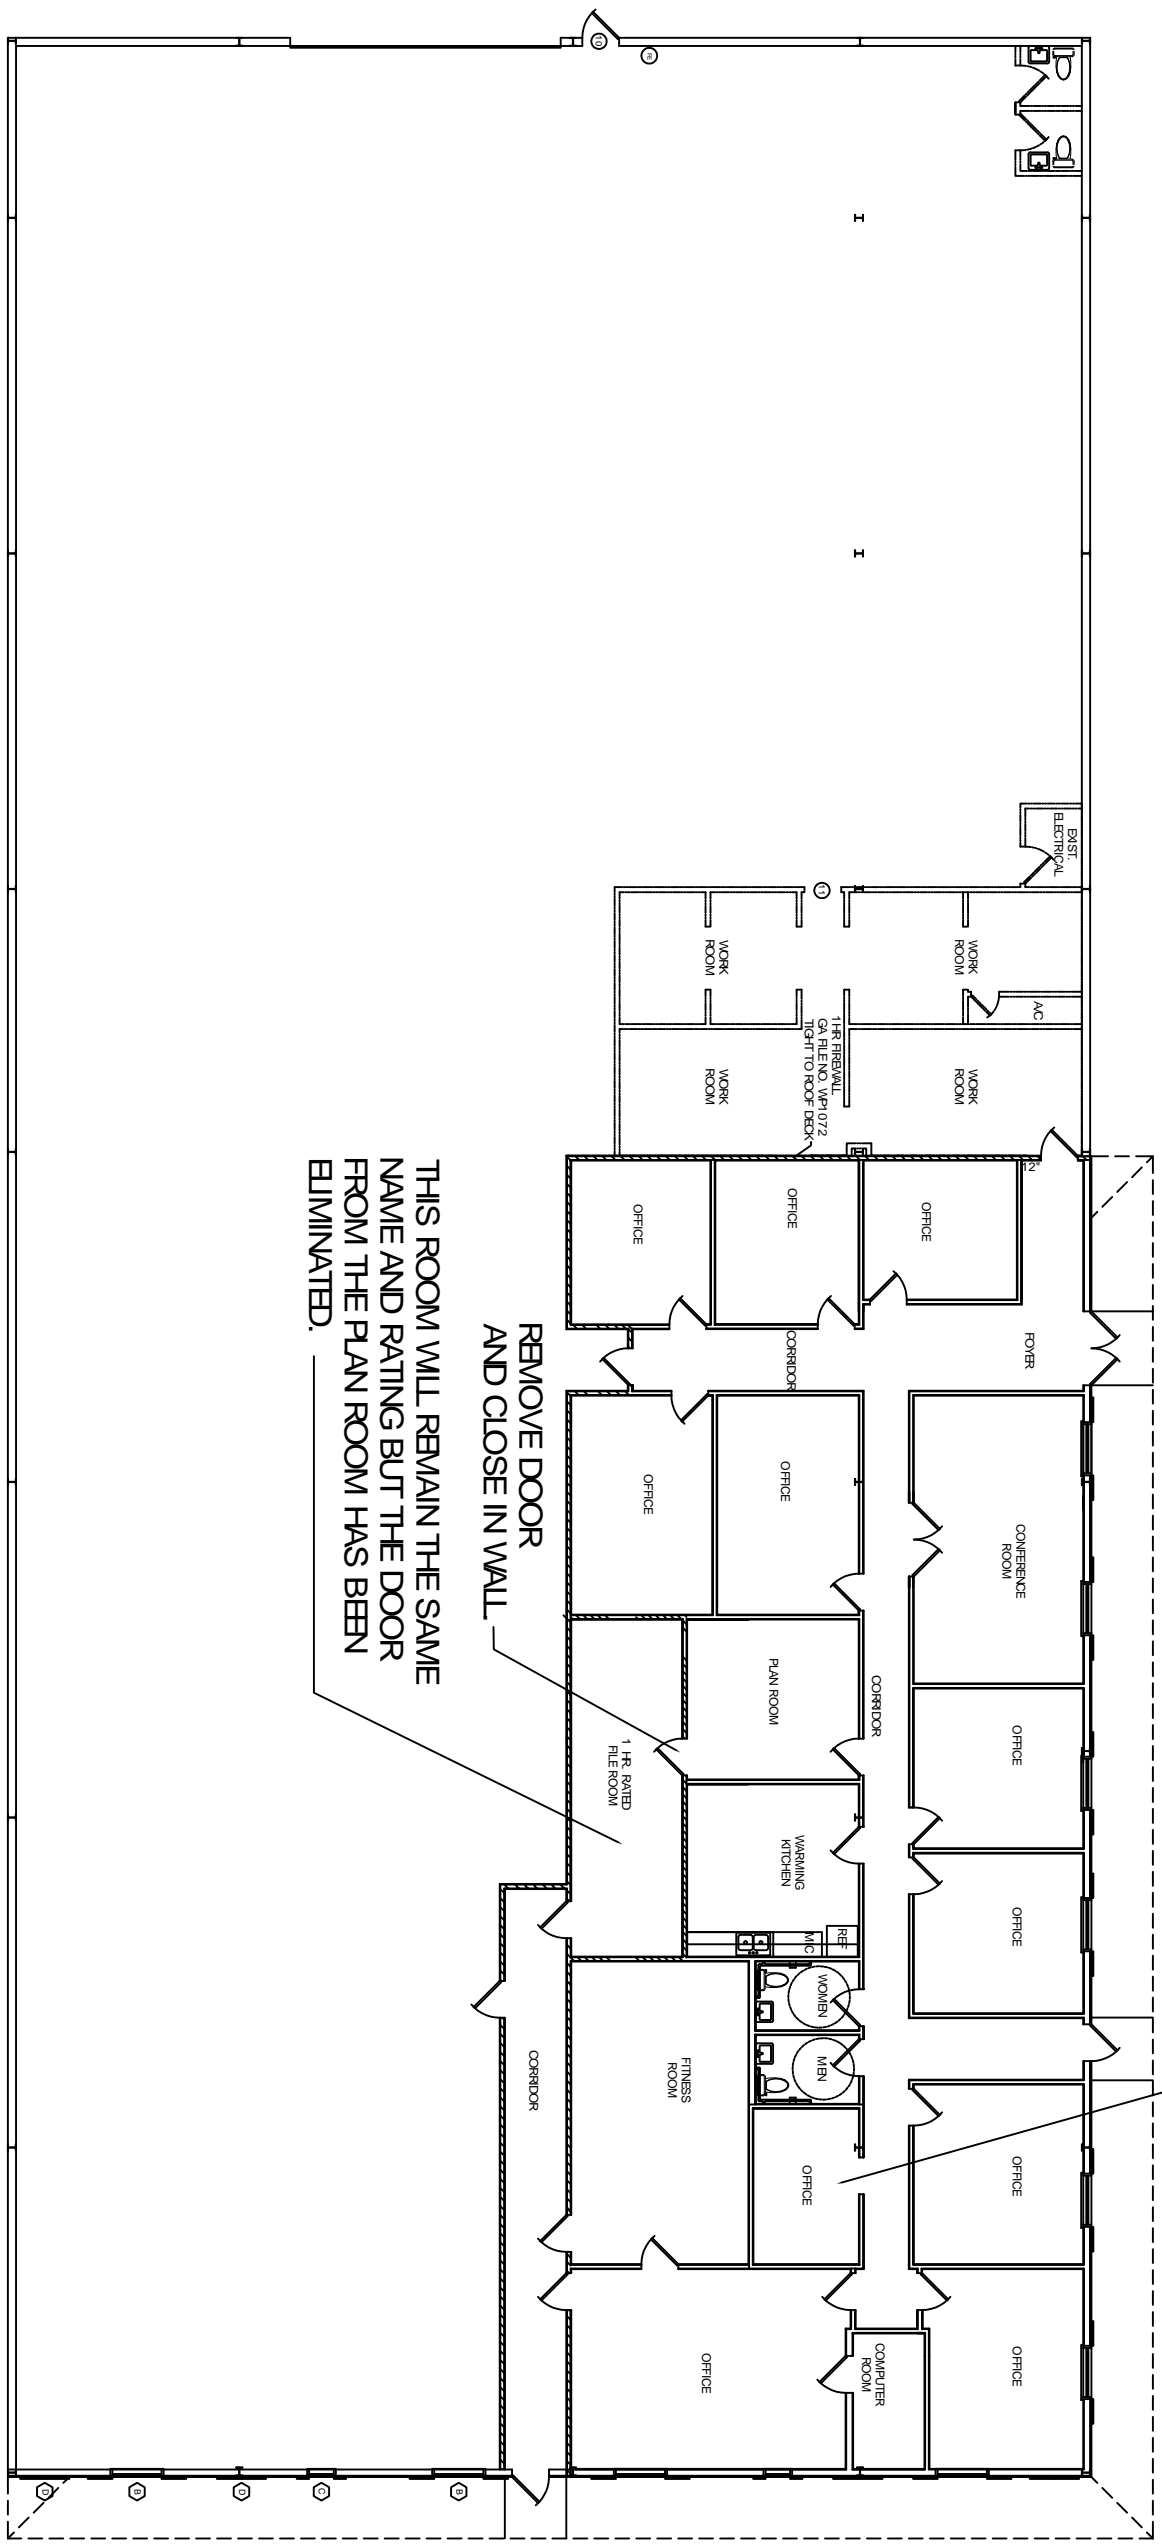 10
FE
EXIST.
ELECTRICAL
11
WORK
ROOM
WORK
ROOM
A/C
1 HR FIREWALL
GA FILE NO. WP1072
TIGHT TO ROOF DECK
WORK
ROOM
WORK
ROOM
12"
OFFICE
OFFICE
OFFICE
FOYER
CORRIDOR
THIS ROOM WILL REMAIN THE SAME
NAME AND RATING BUT THE DOOR
FROM THE PLAN ROOM HAS BEEN
ELIMINATED.
REMOVE DOOR
AND CLOSE IN WALL.
OFFICE
OFFICE
CONFERENCE
ROOM
PLAN ROOM
CORRIDOR
OFFICE
1 HR. RATED
FILE ROOM
WARMING
KITCHEN
OFFICE
REF
MIC
WOMEN
MEN
CORRIDOR
FITNESS
ROOM
OFFICE
OFFICE
OFFICE
COMPUTER
ROOM
OFFICE
D
B
D
C
B